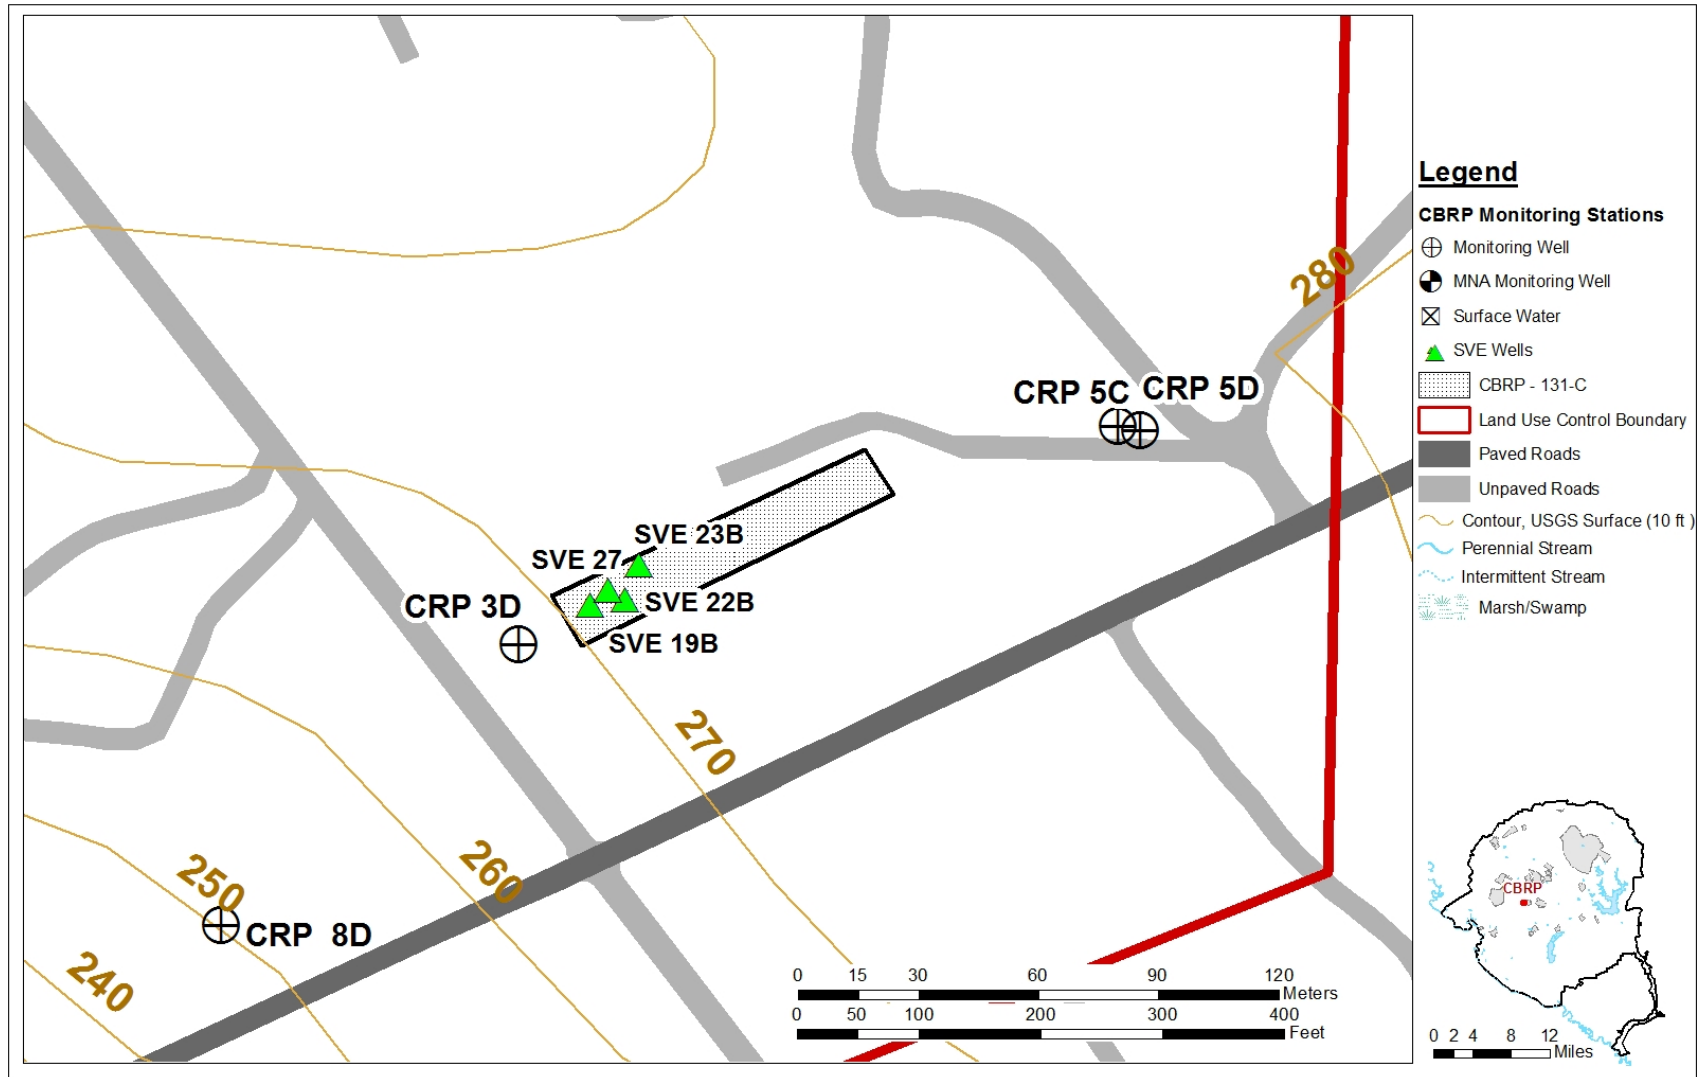 280
CRP 5C
CRP 5D
SVE 23B
SVE 27
SVE 22B
CRP 3D
SVE 19B
270
260
250
CRP 8D
240
0 15 30 60 90 120
Meters
0 50 100 200 300 400
Feet
Legend
CBRP Monitoring Stations
Monitoring Well
MNA Monitoring Well
Surface Water
SVE Wells
CBRP - 131-C
Land Use Control Boundary
Paved Roads
Unpaved Roads
Contour, USGS Surface (10 ft )
Perennial Stream
Intermittent Stream
Marsh/Swamp
CBRP
0 2 4 8 12
Miles